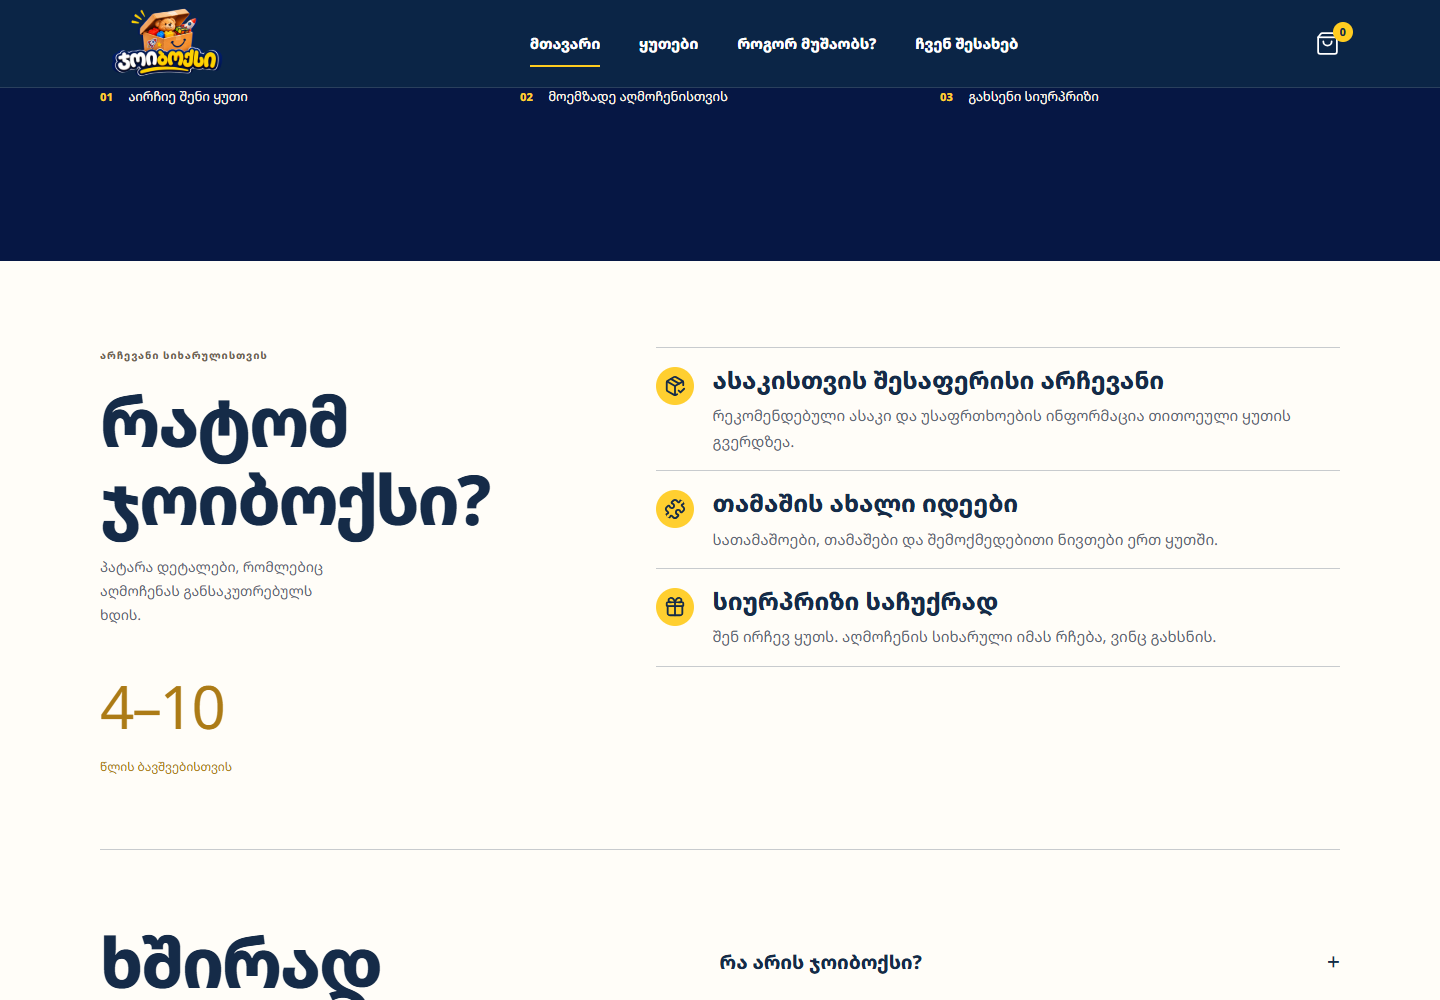 ჯოიბოქსი
მთავარი
ყუთები
როგორ მუშაობს?
ჩვენ შესახებ
0
01 აირჩიე შენი ყუთი
02 მოემზადე აღმოჩენისთვის
03 გახსენი სიურპრიზი
არჩევანი სიხარულისთვის
რატომ
ჯოიბოქსი?
პატარა დეტალები, რომლებიც
აღმოჩენას განსაკუთრებულს
ხდის.
4–10
წლის ბავშვებისთვის
ასაკისთვის შესაფერისი არჩევანი
რეკომენდებული ასაკი და უსაფრთხოების ინფორმაცია თითოეული ყუთის
გვერდზეა.
თამაშის ახალი იდეები
სათამაშოები, თამაშები და შემოქმედებითი ნივთები ერთ ყუთში.
სიურპრიზი საჩუქრად
შენ ირჩევ ყუთს. აღმოჩენის სიხარული იმას რჩება, ვინც გახსნის.
ხშირად
რა არის ჯოიბოქსი? +